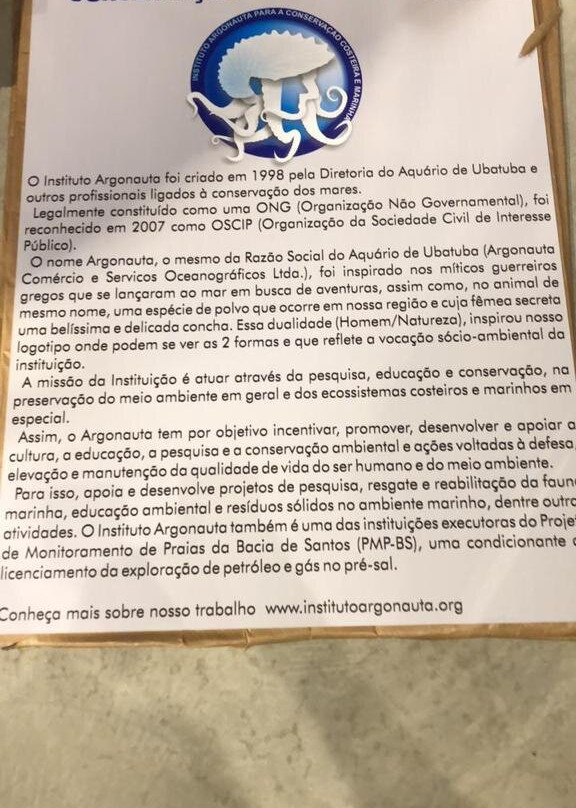 INSTITUTO ARGONAUTA PARA A CONSERVAÇÃO COSTEIRA E MARINHA
O Instituto Argonauta foi criado em 1998 pela Diretoria do Aquário de Ubatuba e
outros profissionais ligados à conservação dos mares.
Legalmente constituído como uma ONG (Organização Não Governamental), foi
reconhecido em 2007 como OSCIP (Organização da Sociedade Civil de Interesse
Público).
O nome Argonauta, o mesmo da Razão Social do Aquário de Ubatuba (Argonauta
Comércio e Servicos Oceanográficos Ltda.), foi inspirado nos míticos guerreiros
gregos que se lançaram ao mar em busca de aventuras, assim como, no animal de
mesmo nome, uma espécie de polvo que ocorre em nossa região e cuja fêmea secreta
uma belíssima e delicada concha. Essa dualidade (Homem/Natureza), inspirou nosso
logotipo onde podem se ver as 2 formas e que reflete a vocação sócio-ambiental da
instituição.
A missão da Instituição é atuar através da pesquisa, educação e conservação, na
preservação do meio ambiente em geral e dos ecossistemas costeiros e marinhos em
especial.
Assim, o Argonauta tem por objetivo incentivar, promover, desenvolver e apoiar a
cultura, a educação, a pesquisa e a conservação ambiental e ações voltadas à defesa,
elevação e manutenção da qualidade de vida do ser humano e do meio ambiente.
Para isso, apoia e desenvolve projetos de pesquisa, resgate e reabilitação da faun
marinha, educação ambiental e resíduos sólidos no ambiente marinho, dentre outra
atividades. O Instituto Argonauta também é uma das instituições executoras do Proje
de Monitoramento de Praias da Bacia de Santos (PMP-BS), uma condicionante
licenciamento da exploração de petróleo e gás no pré-sal.
Conheça mais sobre nosso trabalho www.institutoargonauta.org